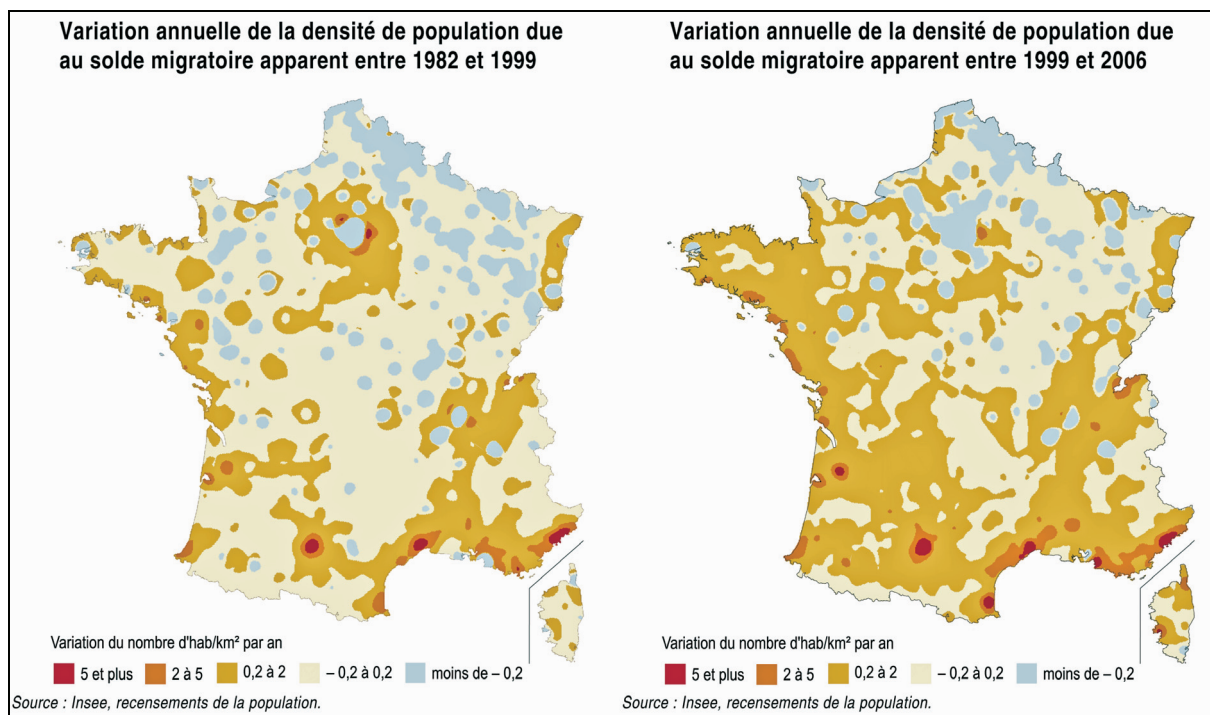 Variation annuelle de la densité de population due
au solde migratoire apparent entre 1982 et 1999
Variation du nombre d'hab/km² par an
5 et plus
2 à 5
0,2 à 2
– 0,2 à 0,2
moins de – 0,2
Source : Insee, recensements de la population.
Variation annuelle de la densité de population due
au solde migratoire apparent entre 1999 et 2006
Variation du nombre d'hab/km² par an
5 et plus
2 à 5
0,2 à 2
– 0,2 à 0,2
moins de – 0,2
Source : Insee, recensements de la population.